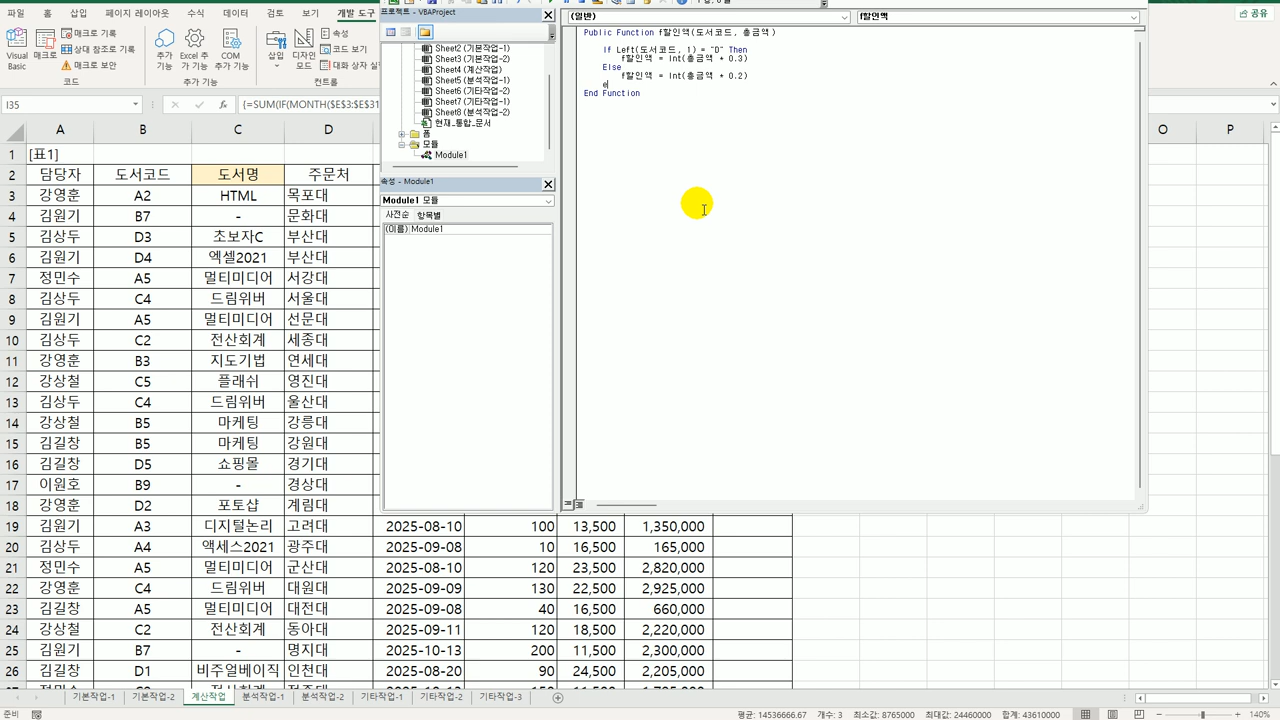 파일 홈 삽입 페이지 레이아웃 수식 데이터 검토 보기 개발 도구 공유
Visual Basic 매크로 매크로 기록 상대 참조로 기록 매크로 보안 추가 기능 Excel 추가 기능 COM 추가 기능 삽입 디자인 모드 속성 코드 보기 대화 상자 실
코드 추가 기능 컨트롤
I35 {=SUM(IF(MONTH($E$3:$E$31
프로젝트 - VBAProject
Sheet2 (기본작업-1)
Sheet3 (기본작업-2)
Sheet4 (계산작업)
Sheet5 (분석작업-1)
Sheet6 (기타작업-2)
Sheet7 (기타작업-1)
Sheet8 (분석작업-2)
현재_통합_문서
폼
모듈
Module1
속성 - Module1
Module1 모듈
사전순 항목별
(이름) Module1
(일반) f할인액
Public Function f할인액(도서코드, 총금액)
If Left(도서코드, 1) = "D" Then
f할인액 = Int(총금액 * 0.3)
Else
f할인액 = Int(총금액 * 0.2)
e
End Function
A B C D O P
1 [표1]
2 담당자 도서코드 도서명 주문처
3 강영훈 A2 HTML 목포대
4 김원기 B7 - 문화대
5 김상두 D3 초보자C 부산대
6 김원기 D4 엑셀2021 부산대
7 정민수 A5 멀티미디어 서강대
8 김상두 C4 드림위버 서울대
9 김원기 A5 멀티미디어 선문대
10 김상두 C2 전산회계 세종대
11 강영훈 B3 지도기법 연세대
12 강상철 C5 플래쉬 영진대
13 김상두 C4 드림위버 울산대
14 강상철 B5 마케팅 강릉대
15 김길창 B5 마케팅 강원대
16 김길창 D5 쇼핑몰 경기대
17 이원호 B9 - 경상대
18 강영훈 D2 포토샵 계림대
19 김원기 A3 디지털논리 고려대 2025-08-10 100 13,500 1,350,000
20 김상두 A4 액세스2021 광주대 2025-09-08 10 16,500 165,000
21 정민수 A5 멀티미디어 군산대 2025-08-10 120 23,500 2,820,000
22 강영훈 C4 드림위버 대원대 2025-09-09 130 22,500 2,925,000
23 김길창 A5 멀티미디어 대전대 2025-09-08 40 16,500 660,000
24 강상철 C2 전산회계 동아대 2025-09-11 120 18,500 2,220,000
25 김원기 B7 - 명지대 2025-10-13 200 11,500 2,300,000
26 김길창 D1 비주얼베이직 인천대 2025-08-20 90 24,500 2,205,000
기본작업-1 기본작업-2 계산작업 분석작업-1 분석작업-2 기타작업-1 기타작업-2 기타작업-3
준비 평균: 14536666.67 개수: 3 최소값: 8765000 최대값: 24460000 합계: 43610000 140%